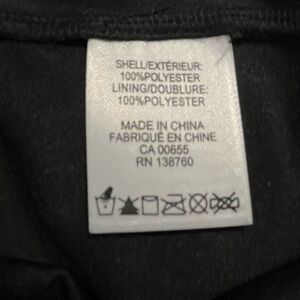 SHELL/EXTÉRIEUR:
100%POLYESTER
LINING/DOUBLURE:
100%POLYESTER
MADE IN CHINA
FABRIQUÉ EN CHINE
CA 00655
RN 138760